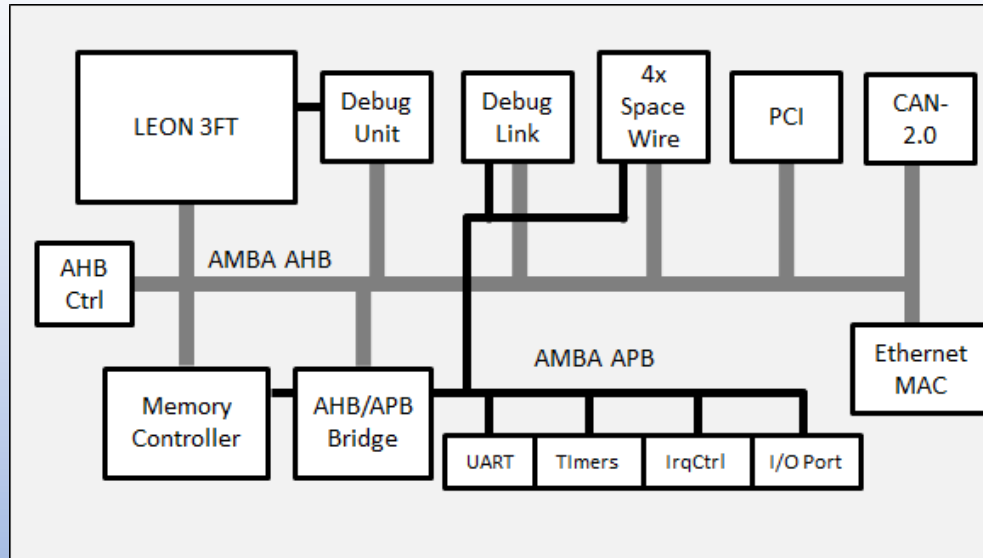 LEON 3FT
Debug
Unit
Debug
Link
4x
Space
Wire
PCI
CAN-
2.0
AHB
Ctrl
AMBA AHB
AMBA APB
Ethernet
MAC
Memory
Controller
AHB/APB
Bridge
UART
TImers
IrqCtrl
I/O Port